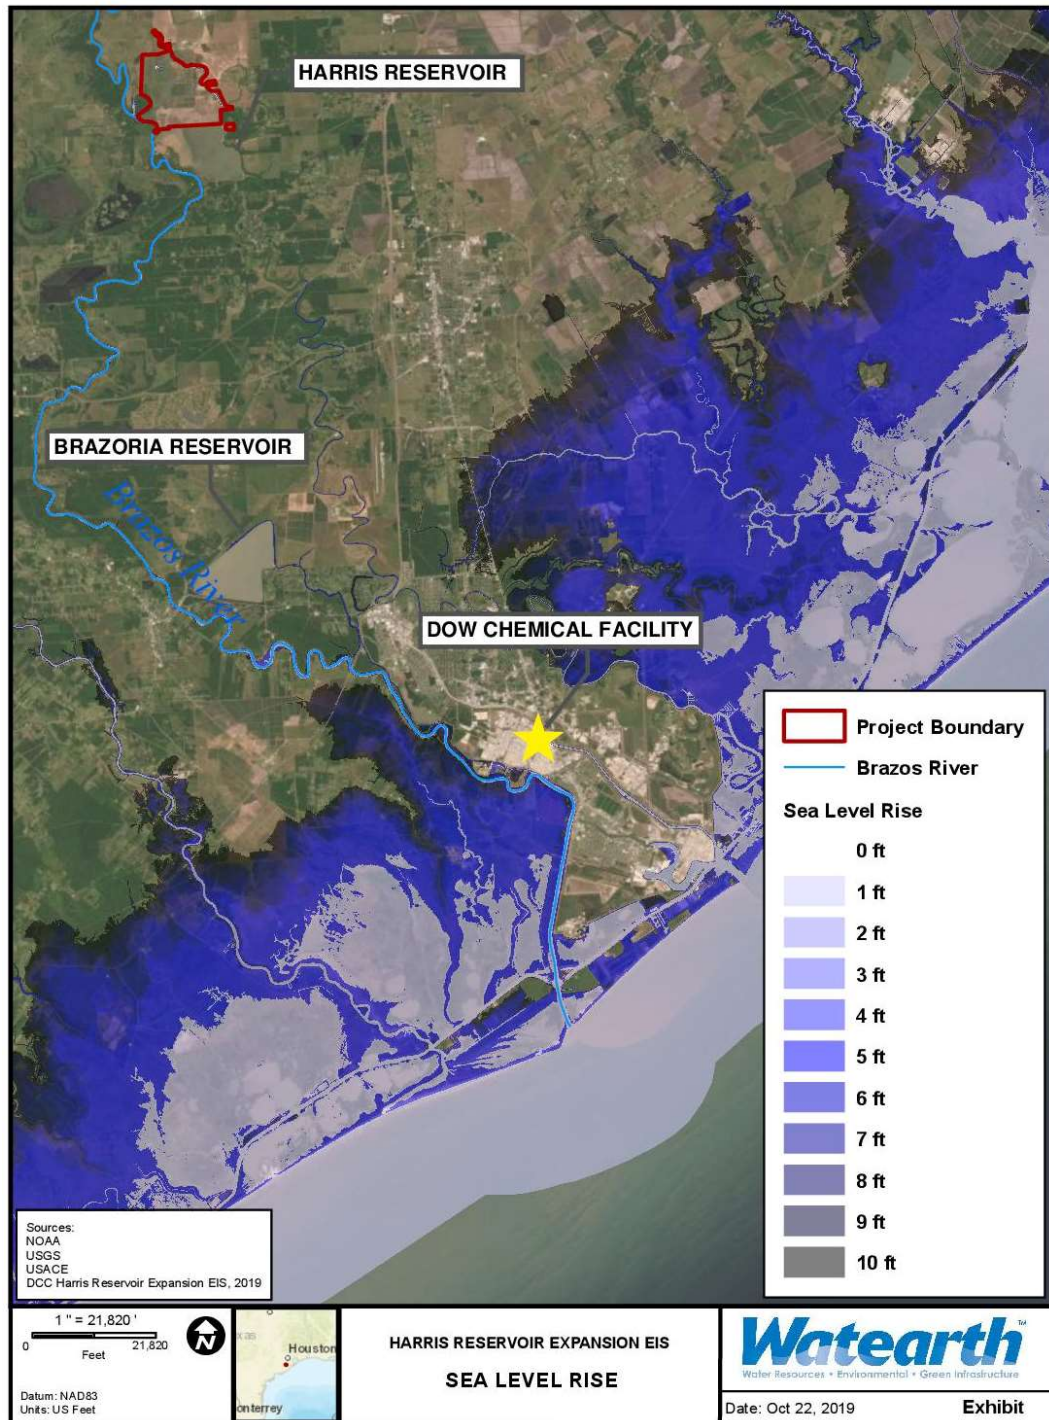 HARRIS RESERVOIR
BRAZORIA RESERVOIR
Brazos River
DOW CHEMICAL FACILITY
Project Boundary
Brazos River
Sea Level Rise
0 ft
1 ft
2 ft
3 ft
4 ft
5 ft
6 ft
7 ft
8 ft
9 ft
10 ft
Sources:
NOAA
USGS
USACE
DCC Harris Reservoir Expansion EIS, 2019
1 " = 21,820 '
0 21,820
Feet
N
Datum: NAD83
Units: US Feet
xas
Houston
onterrey
HARRIS RESERVOIR EXPANSION EIS
SEA LEVEL RISE
Watearth™
Water Resources • Environmental • Green Infrastructure
Date: Oct 22, 2019 Exhibit